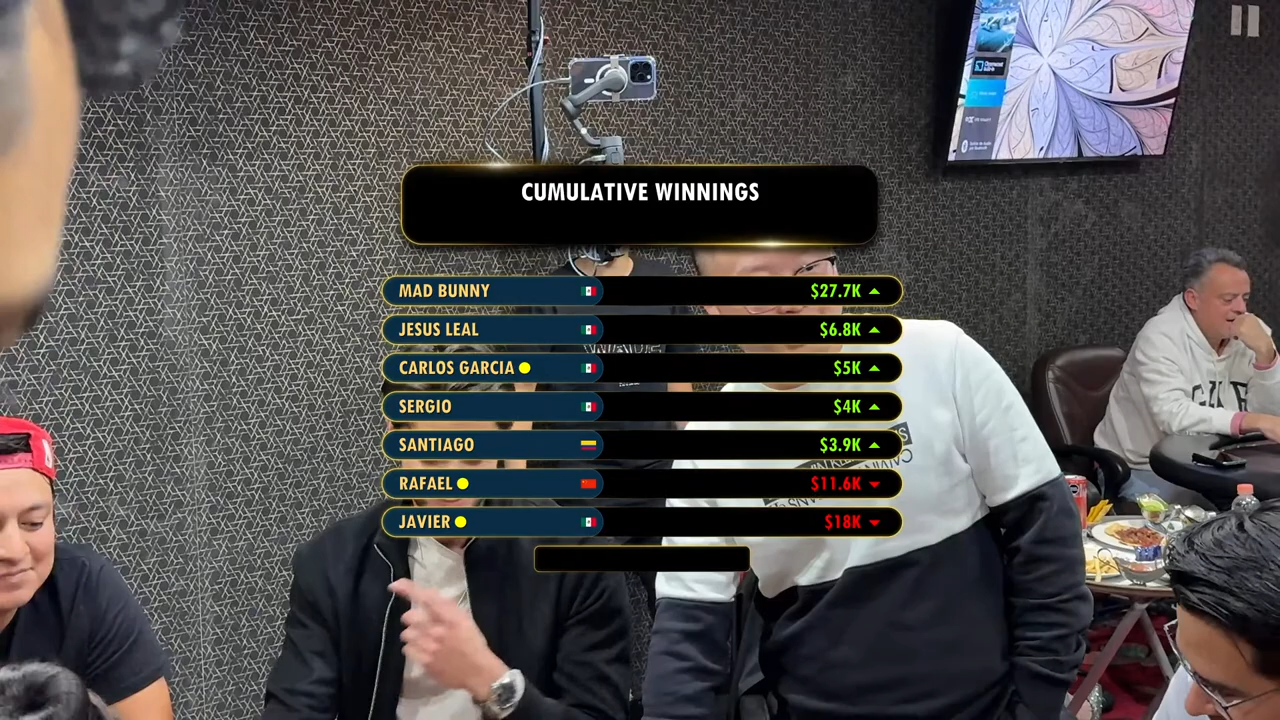 CUMULATIVE WINNINGS
MAD BUNNY $27.7K
JESUS LEAL $6.8K
CARLOS GARCIA $5K
SERGIO $4K
SANTIAGO $3.9K
RAFAEL $11.6K
JAVIER $18K